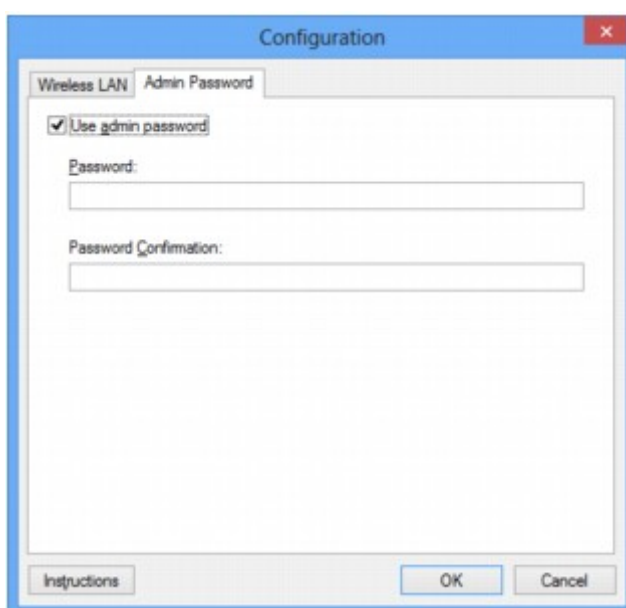 Configuration
Wireless LAN Admin Password
Use admin password
Password:
Password Confirmation:
Instructions OK Cancel